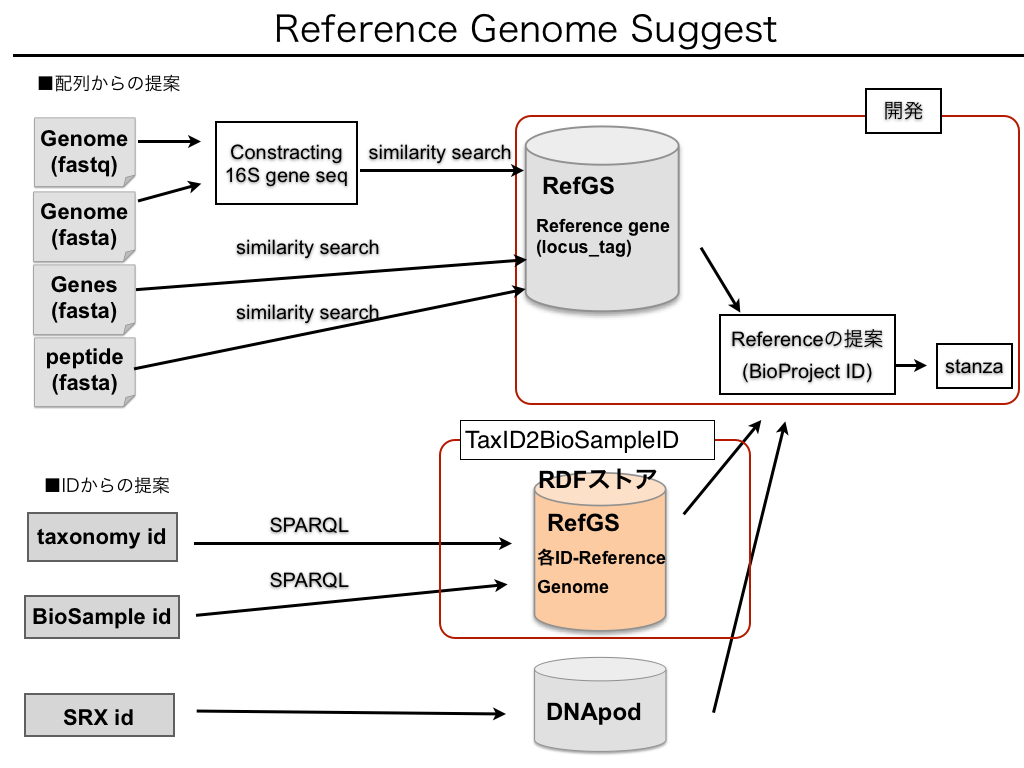 Reference Genome Suggest
■配列からの提案
開発
Genome
(fastq)
Genome
(fasta)
Genes
(fasta)
peptide
(fasta)
Constracting
16S gene seq
similarity search
similarity search
similarity search
RefGS
Reference gene
(locus_tag)
Referenceの提案
(BioProject ID)
stanza
TaxID2BioSampleID
■IDからの提案
taxonomy id
BioSample id
SRX id
SPARQL
SPARQL
RDFストア
RefGS
各ID-Reference
Genome
DNApod